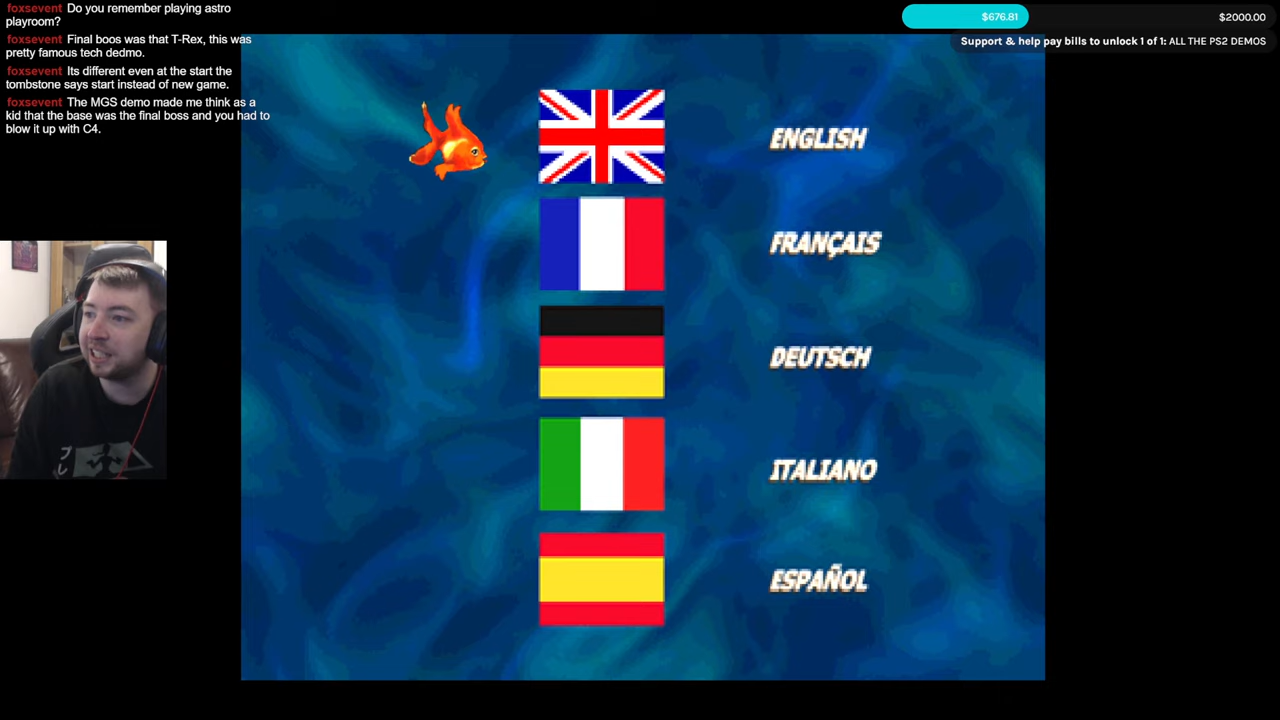 foxsevent Do you remember playing astro
playroom?
foxsevent Final boos was that T-Rex, this was
pretty famous tech dedmo.
foxsevent Its different even at the start the
tombstone says start instead of new game.
foxsevent The MGS demo made me think as a
kid that the base was the final boss and you had to
blow it up with C4.
$676.81
$2000.00
Support & help pay bills to unlock 1 of 1: ALL THE PS2 DEMOS
ENGLISH
FRANÇAIS
DEUTSCH
ITALIANO
ESPAÑOL